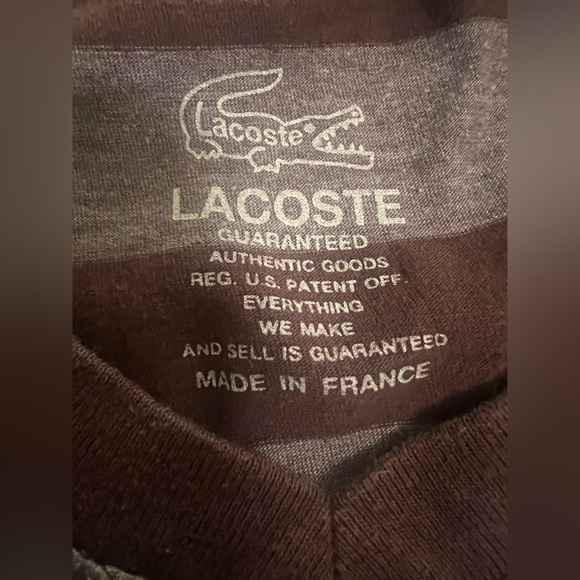 Lacoste
LACOSTE
GUARANTEED
AUTHENTIC GOODS
REG. U.S. PATENT OFF.
EVERYTHING
WE MAKE
AND SELL IS GUARANTEED
MADE IN FRANCE